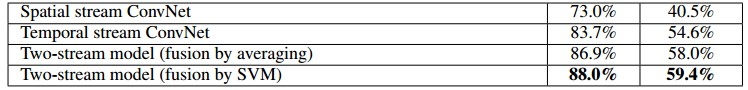 Spatial stream ConvNet 73.0% 40.5%
Temporal stream ConvNet 83.7% 54.6%
Two-stream model (fusion by averaging) 86.9% 58.0%
Two-stream model (fusion by SVM) 88.0% 59.4%